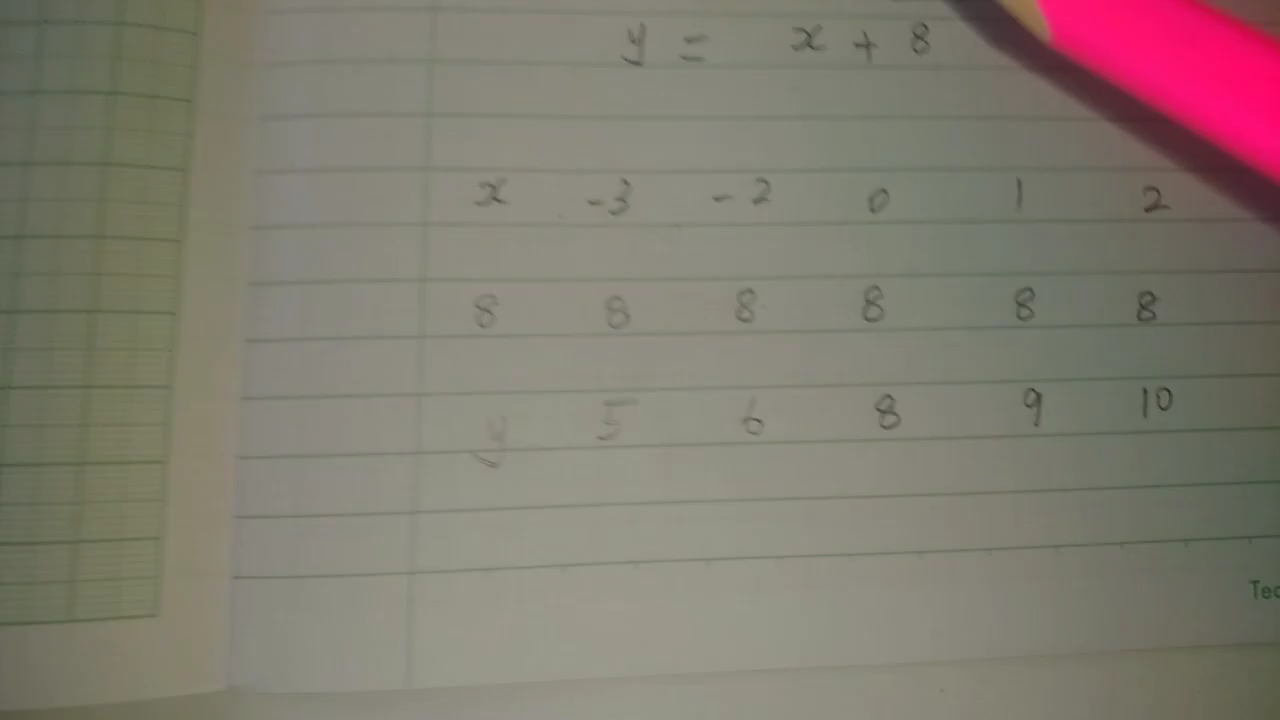 y = x + 8
x -3 -2 0 1 2
8 8 8 8 8 8
y 5 6 8 9 10